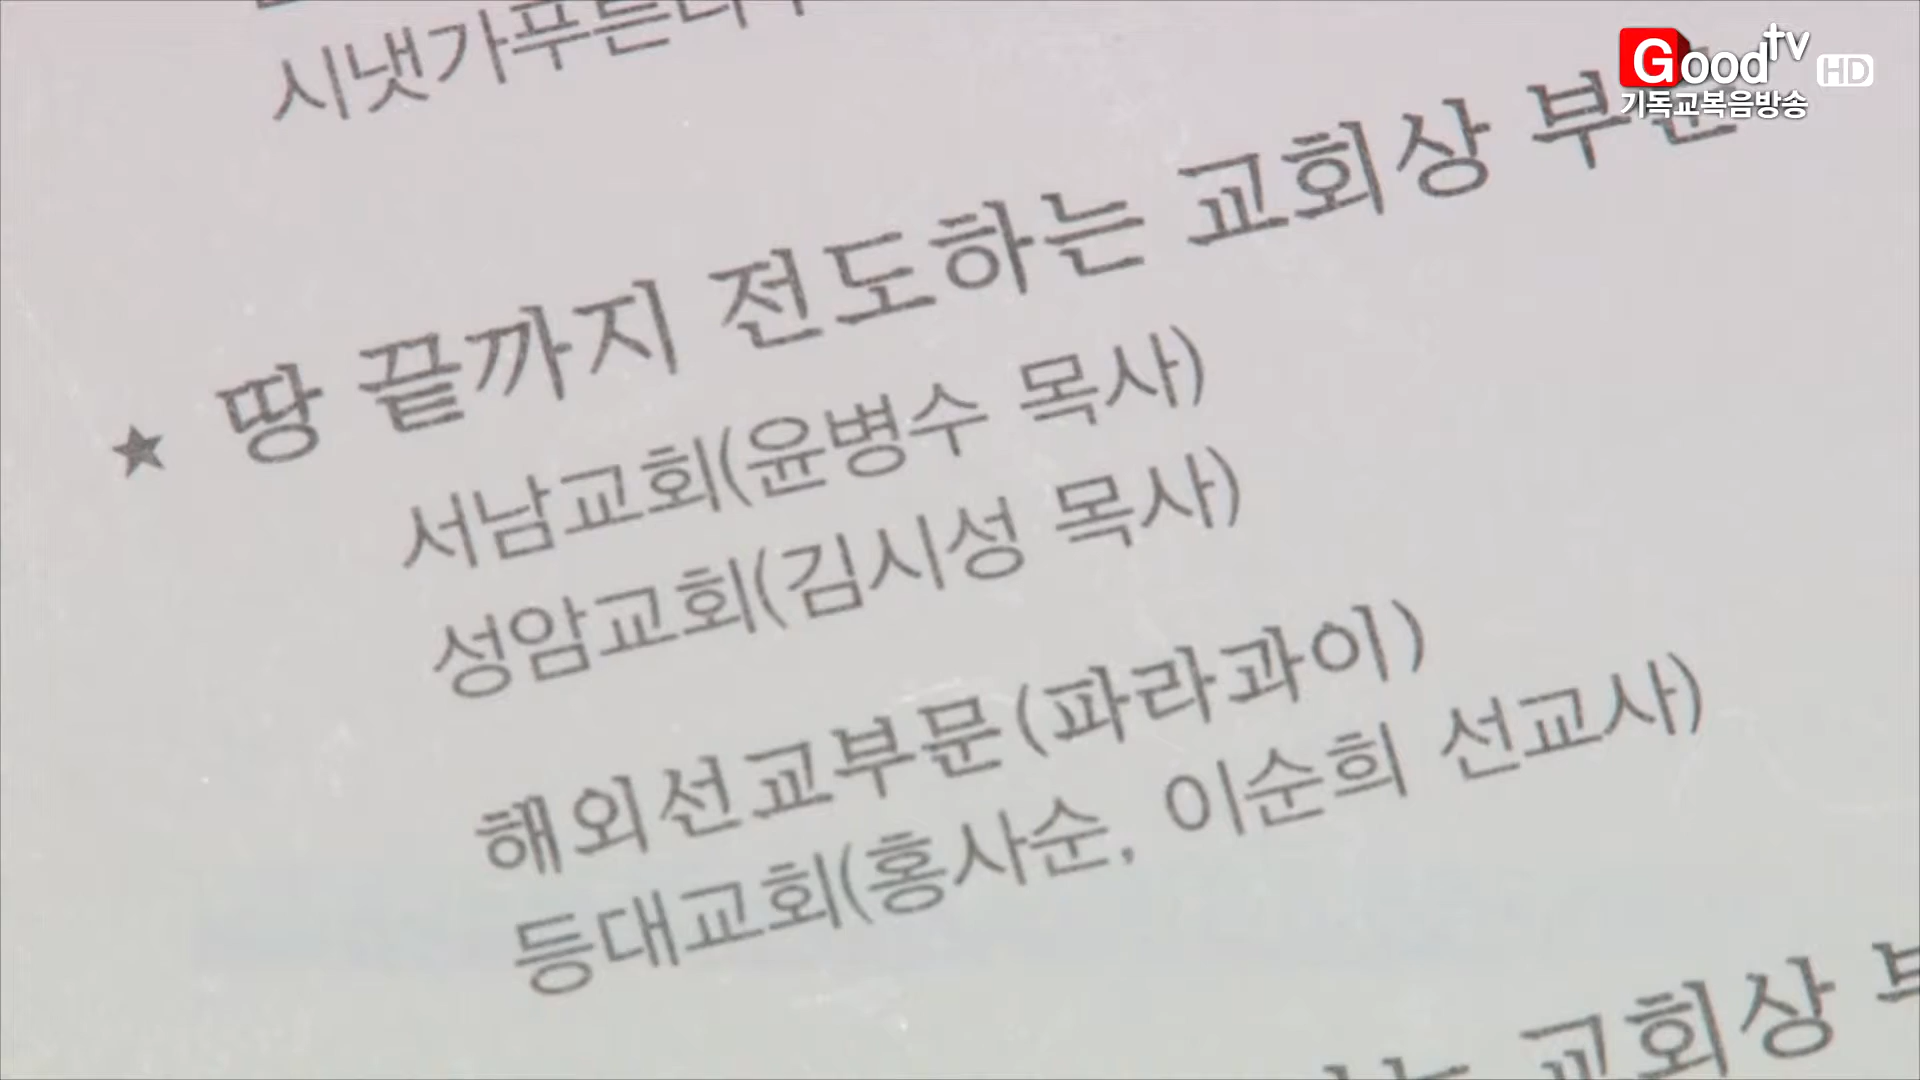 시냇가푸른나무
Good tv HD
기독교복음방송
★ 땅 끝까지 전도하는 교회상 부문
서남교회(윤병수 목사)
성암교회(김시성 목사)
해외선교부문(파라과이)
등대교회(홍사순, 이순희 선교사)
는 교회상 부